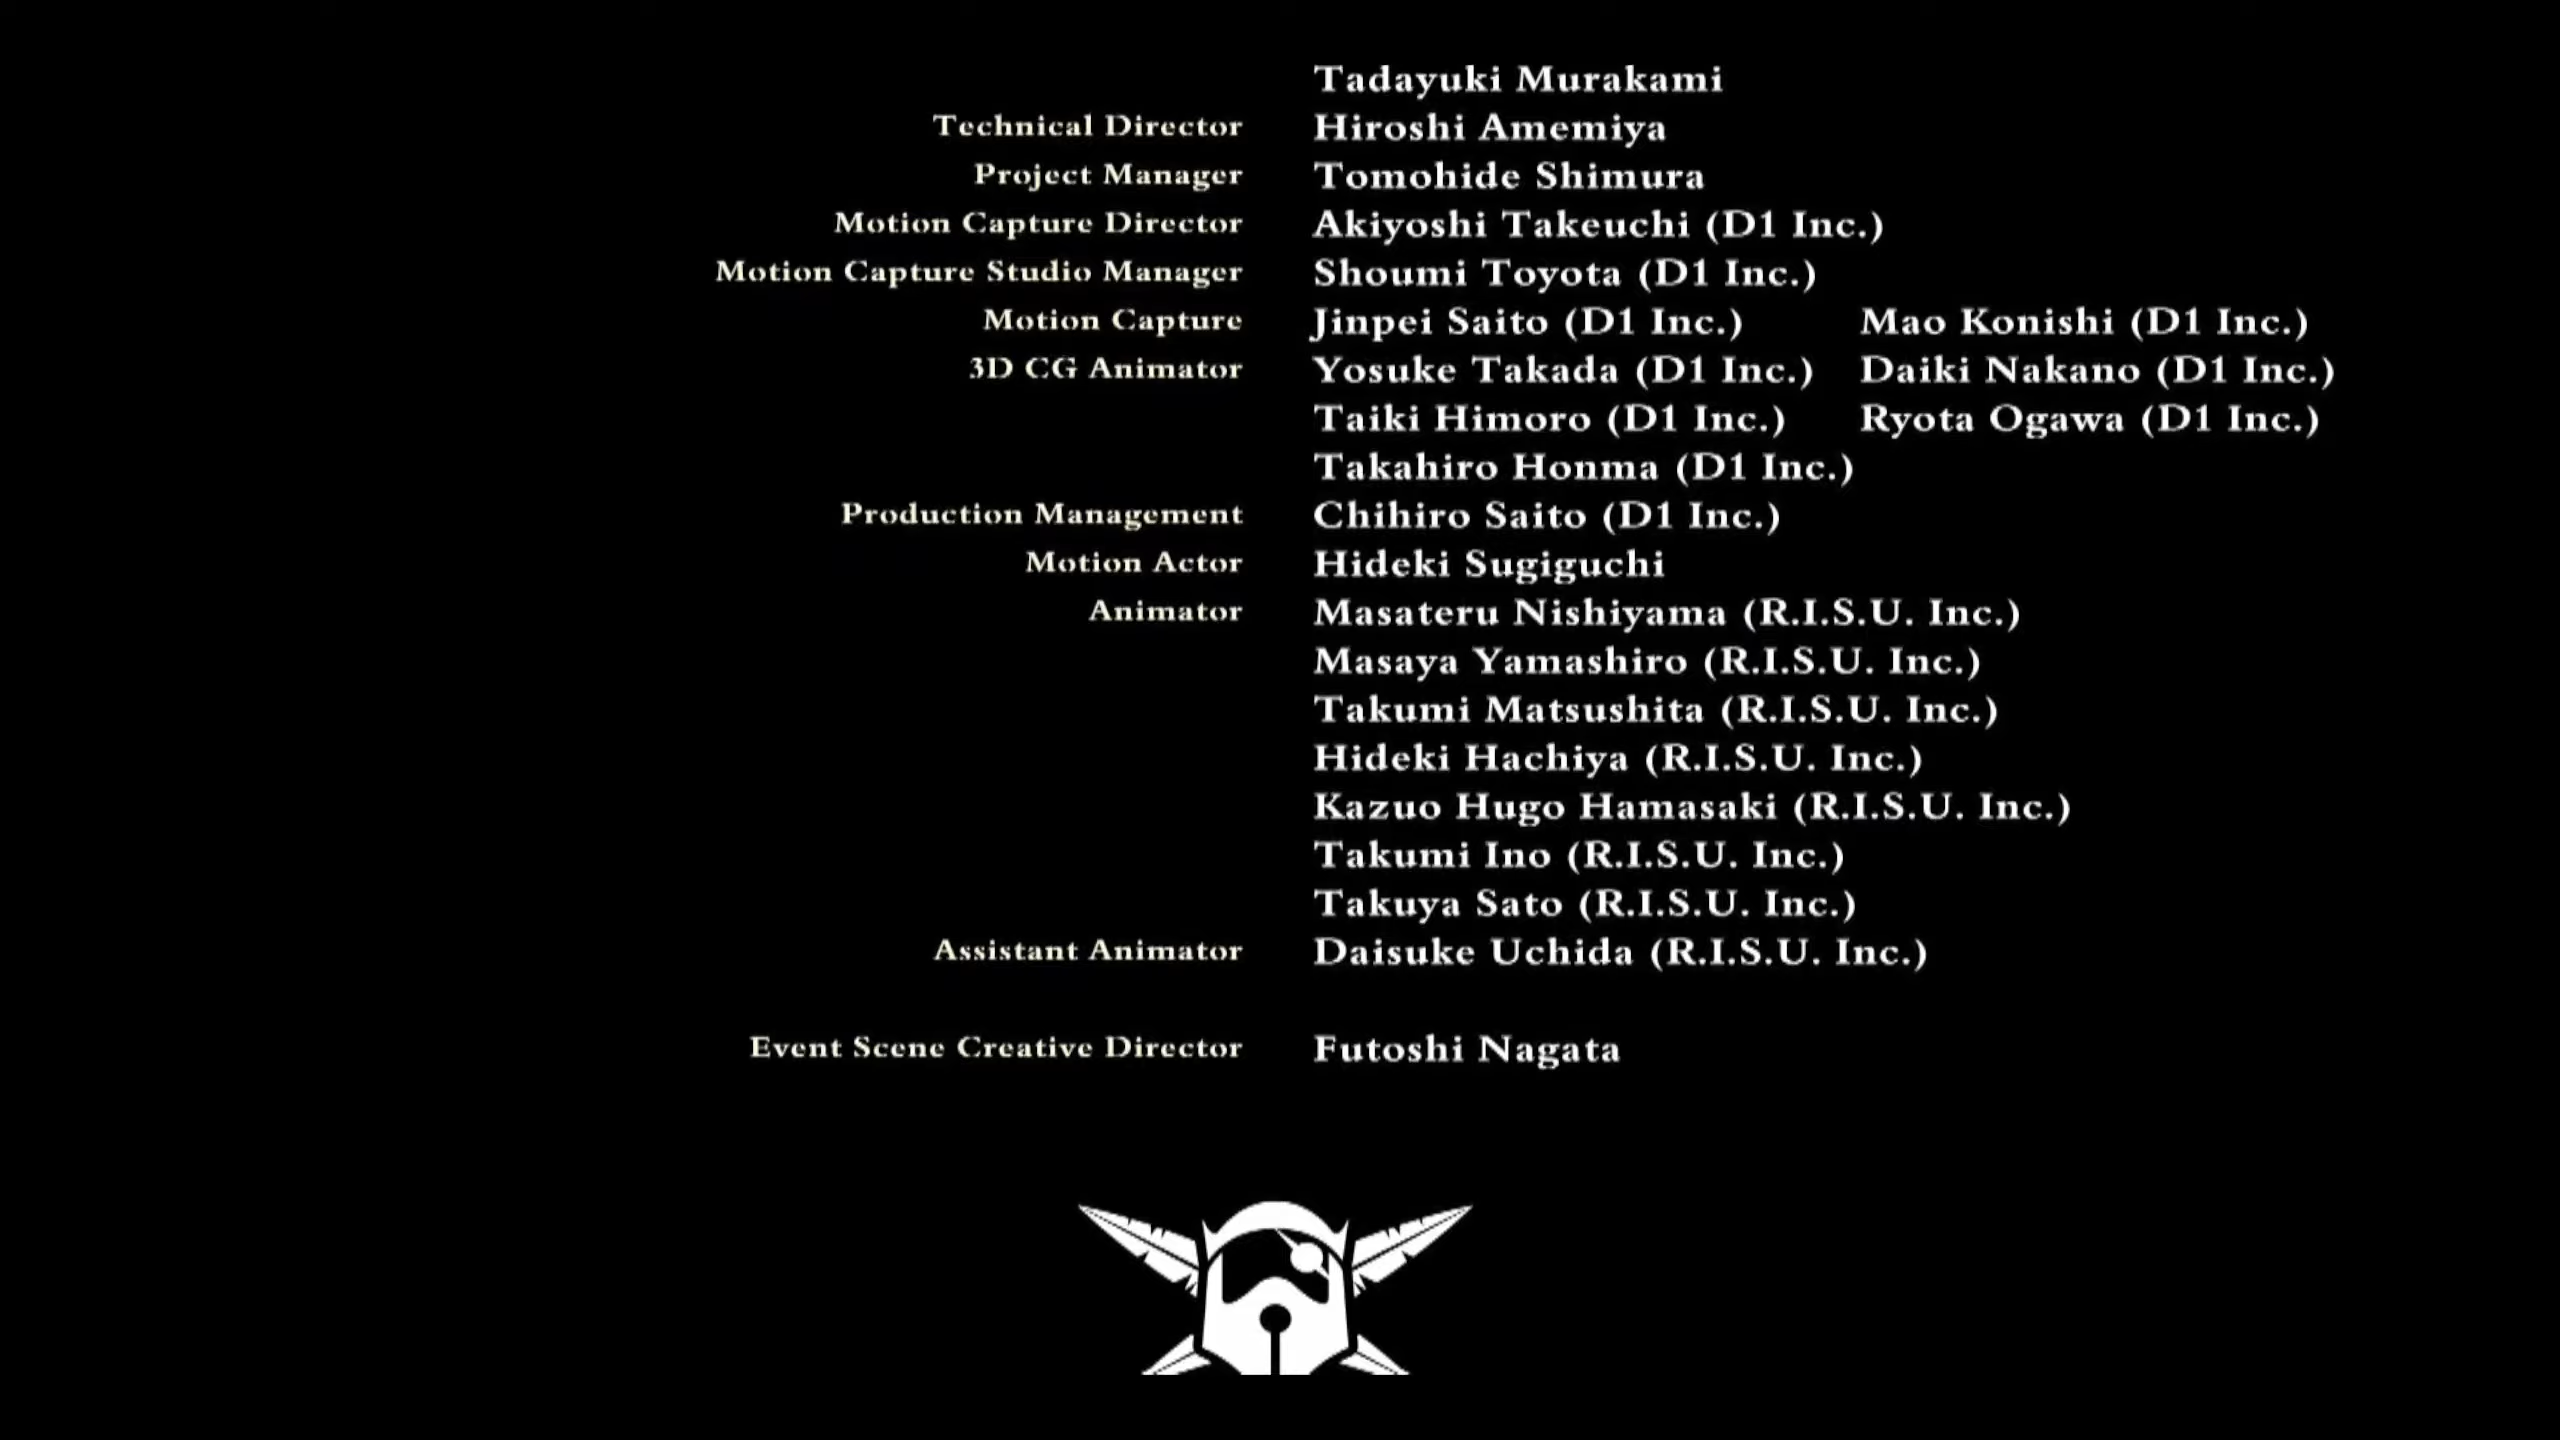 Tadayuki Murakami
Technical Director Hiroshi Amemiya
Project Manager Tomohide Shimura
Motion Capture Director Akiyoshi Takeuchi (D1 Inc.)
Motion Capture Studio Manager Shoumi Toyota (D1 Inc.)
Motion Capture Jinpei Saito (D1 Inc.) Mao Konishi (D1 Inc.)
3D CG Animator Yosuke Takada (D1 Inc.) Daiki Nakano (D1 Inc.)
Taiki Himoro (D1 Inc.) Ryota Ogawa (D1 Inc.)
Takahiro Honma (D1 Inc.)
Production Management Chihiro Saito (D1 Inc.)
Motion Actor Hideki Sugiguchi
Animator Masateru Nishiyama (R.I.S.U. Inc.)
Masaya Yamashiro (R.I.S.U. Inc.)
Takumi Matsushita (R.I.S.U. Inc.)
Hideki Hachiya (R.I.S.U. Inc.)
Kazuo Hugo Hamasaki (R.I.S.U. Inc.)
Takumi Ino (R.I.S.U. Inc.)
Takuya Sato (R.I.S.U. Inc.)
Assistant Animator Daisuke Uchida (R.I.S.U. Inc.)
Event Scene Creative Director Futoshi Nagata